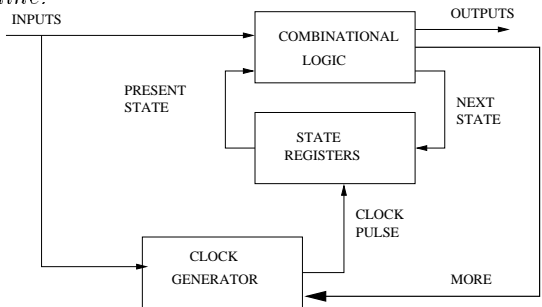 INPUTS
OUTPUTS
COMBINATIONAL
LOGIC
PRESENT
STATE
NEXT
STATE
STATE
REGISTERS
CLOCK
PULSE
CLOCK
GENERATOR
MORE